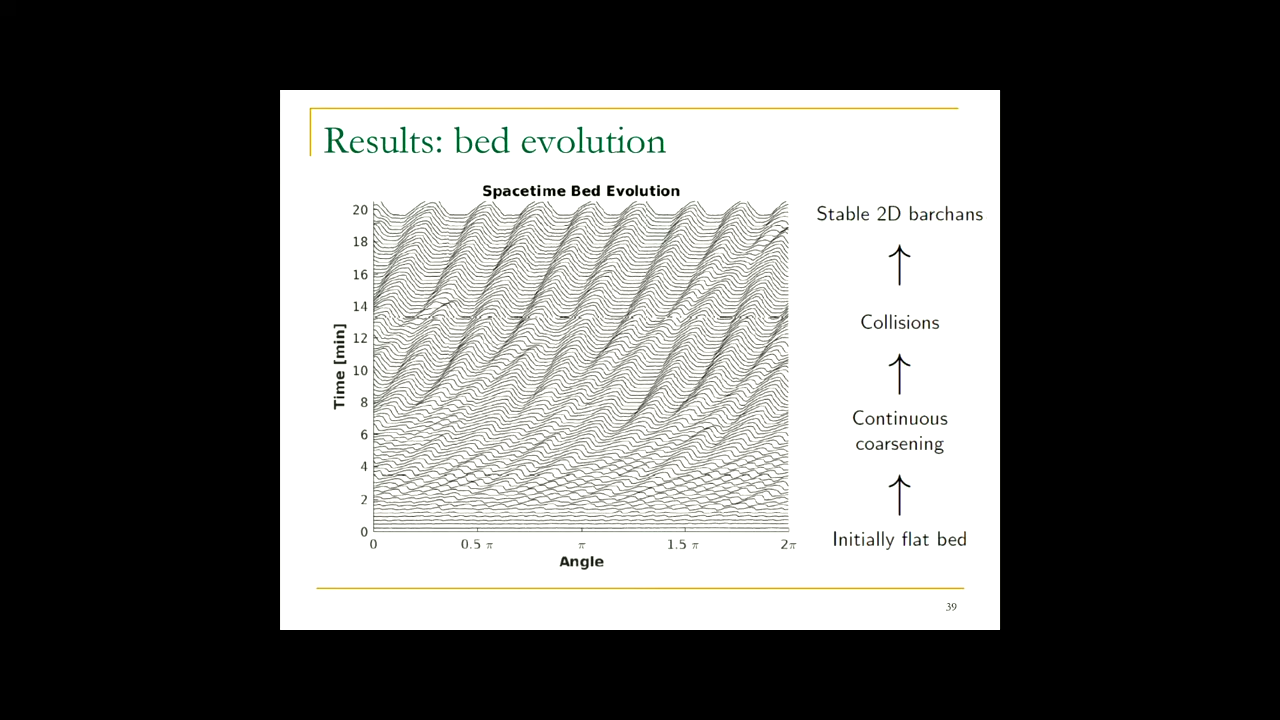 Results: bed evolution
Spacetime Bed Evolution
20
18
16
14
12
10
8
6
4
2
0
Time [min]
0
0.5 π
π
1.5 π
2π
Angle
Stable 2D barchans
↑
Collisions
↑
Continuous
coarsening
↑
Initially flat bed
39